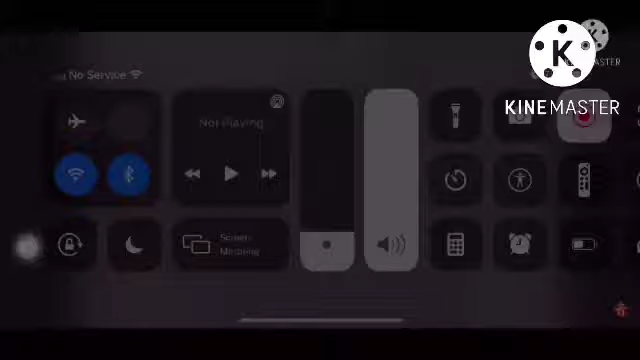 No Service
KINEMASTER
Not Playing
Screen
Mirroring